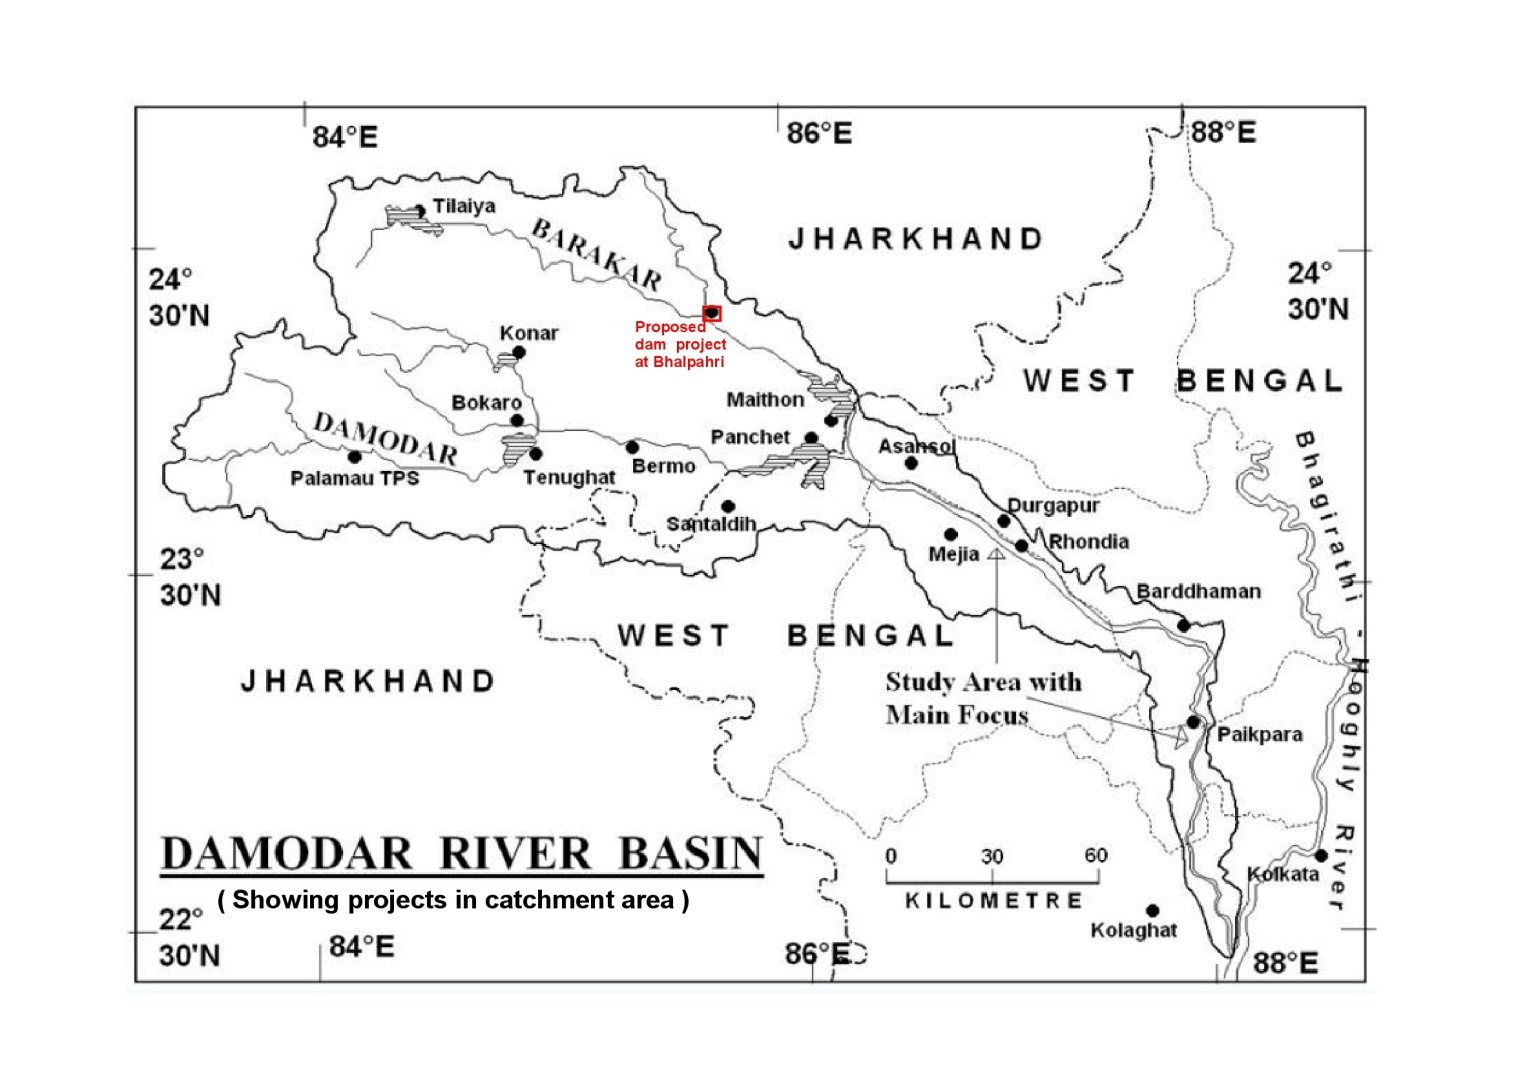 84°E
86°E
88°E
Tilaiya
BARAKAR
JHARKHAND
24°
30'N
24°
30'N
Proposed
dam project
at Bhalpahri
Konar
WEST BENGAL
Maithon
Bokaro
DAMODAR
Panchet
Asansol
Bermo
Palamau TPS
Tenughat
Bhagirathi - Hooghly River
Durgapur
Santaldih
Rhondia
Mejia
23°
30'N
Barddhaman
WEST BENGAL
JHARKHAND
Study Area with
Main Focus
Paikpara
DAMODAR RIVER BASIN
( Showing projects in catchment area )
0 30 60
KILOMETRE
Kolkata
Kolaghat
22°
30'N
84°E
86°E
88°E